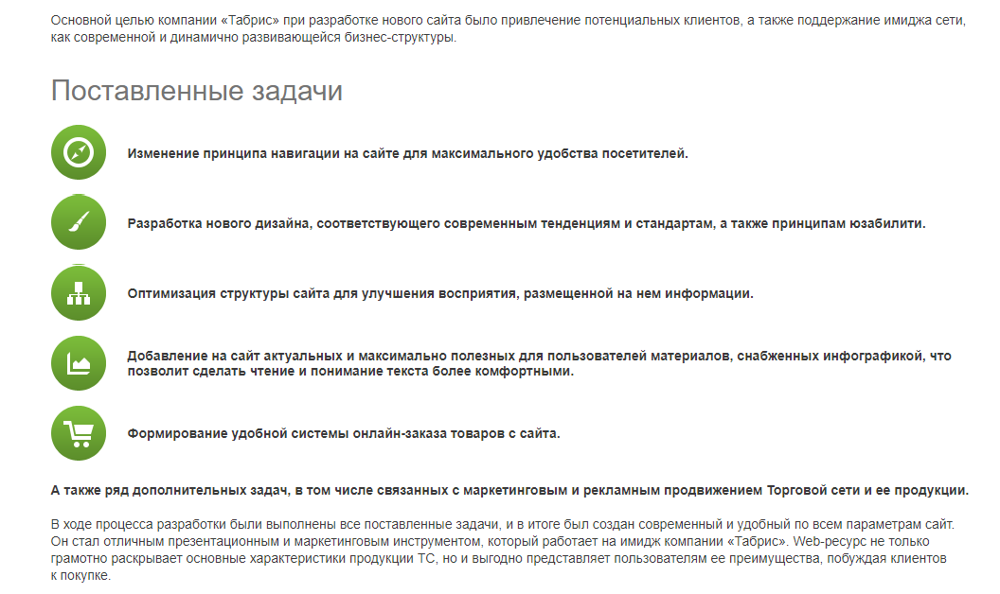 Основной целью компании «Табрис» при разработке нового сайта было привлечение потенциальных клиентов, а также поддержание имиджа сети,
как современной и динамично развивающейся бизнес-структуры.
Поставленные задачи
Изменение принципа навигации на сайте для максимального удобства посетителей.
Разработка нового дизайна, соответствующего современным тенденциям и стандартам, а также принципам юзабилити.
Оптимизация структуры сайта для улучшения восприятия, размещенной на нем информации.
Добавление на сайт актуальных и максимально полезных для пользователей материалов, снабженных инфографикой, что
позволит сделать чтение и понимание текста более комфортными.
Формирование удобной системы онлайн-заказа товаров с сайта.
А также ряд дополнительных задач, в том числе связанных с маркетинговым и рекламным продвижением Торговой сети и ее продукции.
В ходе процесса разработки были выполнены все поставленные задачи, и в итоге был создан современный и удобный по всем параметрам сайт.
Он стал отличным презентационным и маркетинговым инструментом, который работает на имидж компании «Табрис». Web-ресурс не только
грамотно раскрывает основные характеристики продукции ТС, но и выгодно представляет пользователям ее преимущества, побуждая клиентов
к покупке.